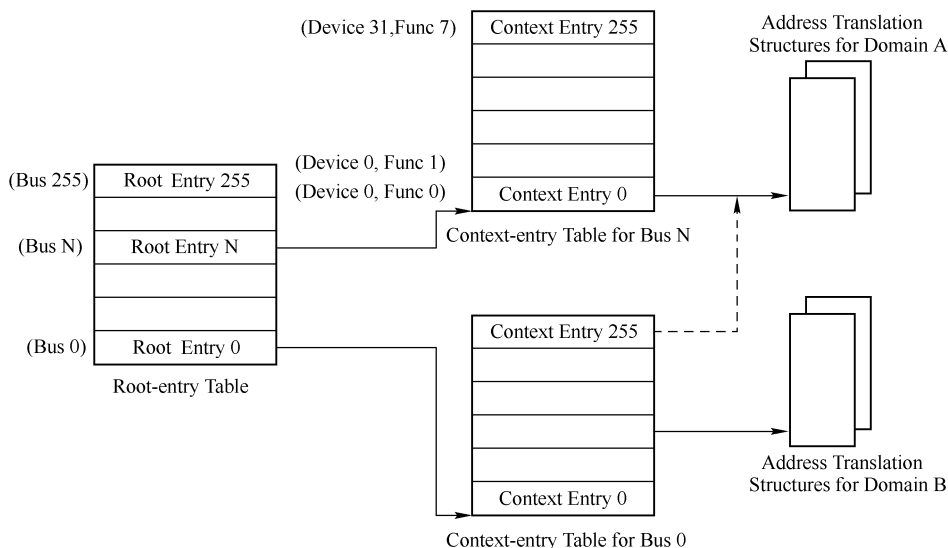 (Device 31,Func 7)
Context Entry 255
Address Translation
Structures for Domain A
(Device 0, Func 1)
(Device 0, Func 0)
Context Entry 0
Context-entry Table for Bus N
(Bus 255)
Root Entry 255
(Bus N)
Root Entry N
(Bus 0)
Root Entry 0
Root-entry Table
Context Entry 255
Context Entry 0
Context-entry Table for Bus 0
Address Translation
Structures for Domain B